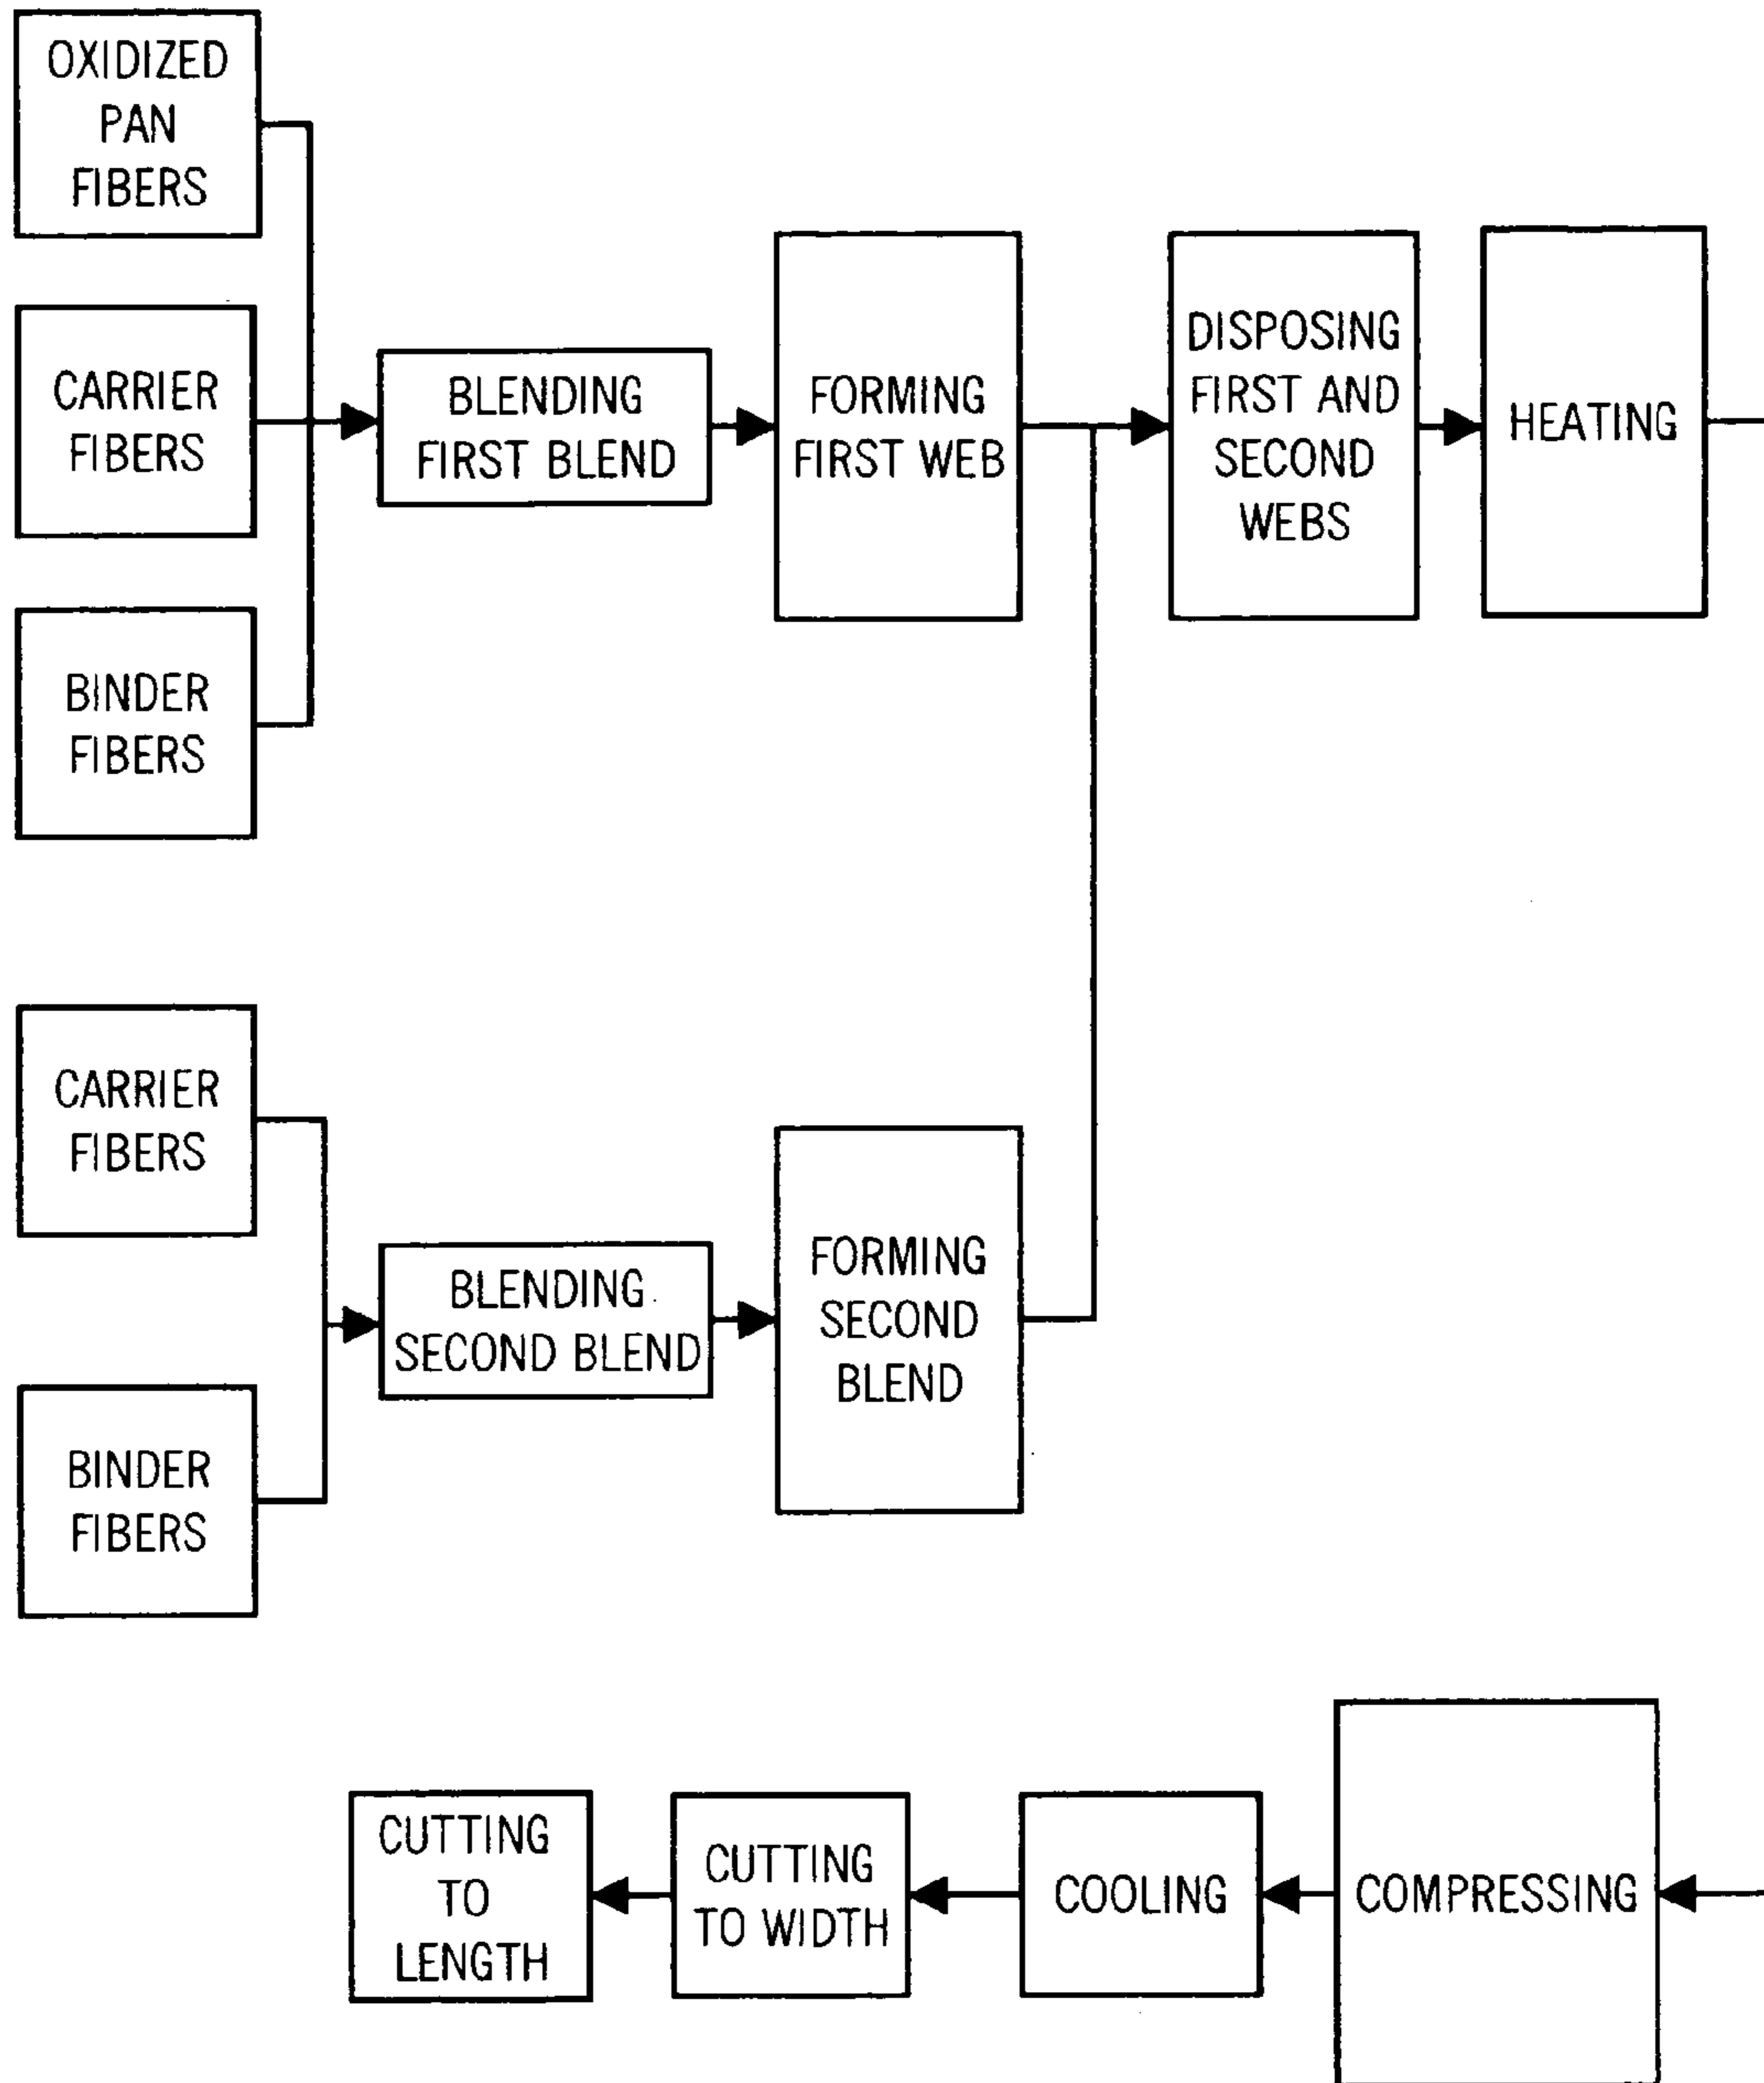 OXIDIZED
PAN
FIBERS
CARRIER
FIBERS
BINDER
FIBERS
BLENDING
FIRST BLEND
FORMING
FIRST WEB
DISPOSING
FIRST AND
SECOND
WEBS
HEATING
CARRIER
FIBERS
BINDER
FIBERS
BLENDING
SECOND BLEND
FORMING
SECOND
BLEND
CUTTING
TO
LENGTH
CUTTING
TO WIDTH
COOLING
COMPRESSING